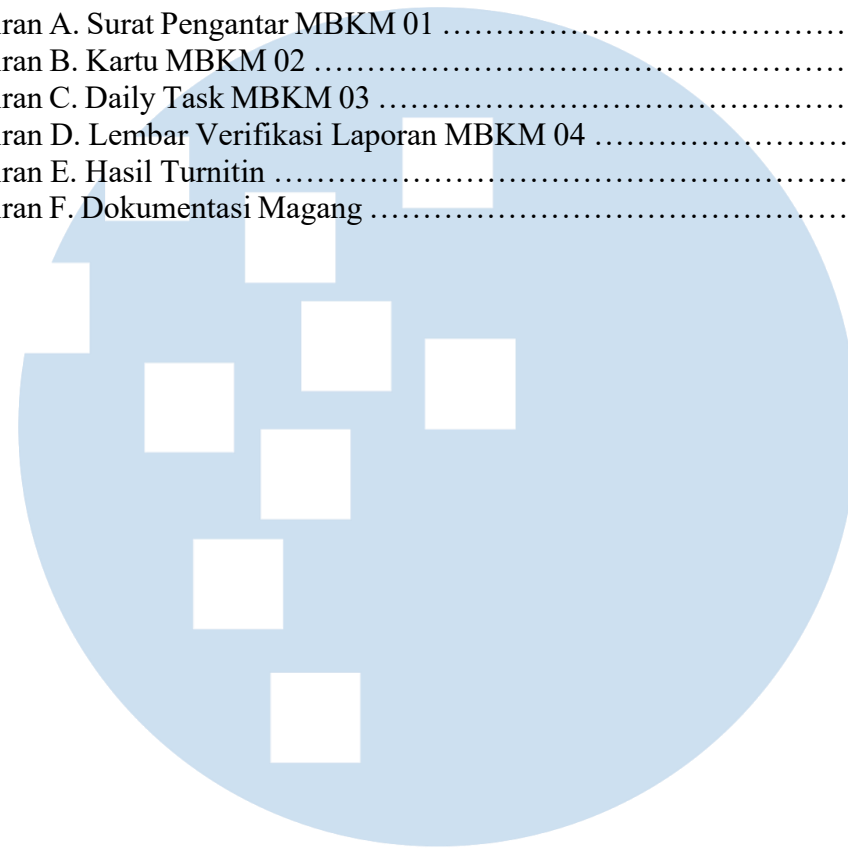 ran A. Surat Pengantar MBKM 01 ……………………………………
ran B. Kartu MBKM 02 ……………………………………………
ran C. Daily Task MBKM 03 ………………………………………
ran D. Lembar Verifikasi Laporan MBKM 04 ………………………
ran E. Hasil Turnitin …………………………………………………
ran F. Dokumentasi Magang …………………………………………